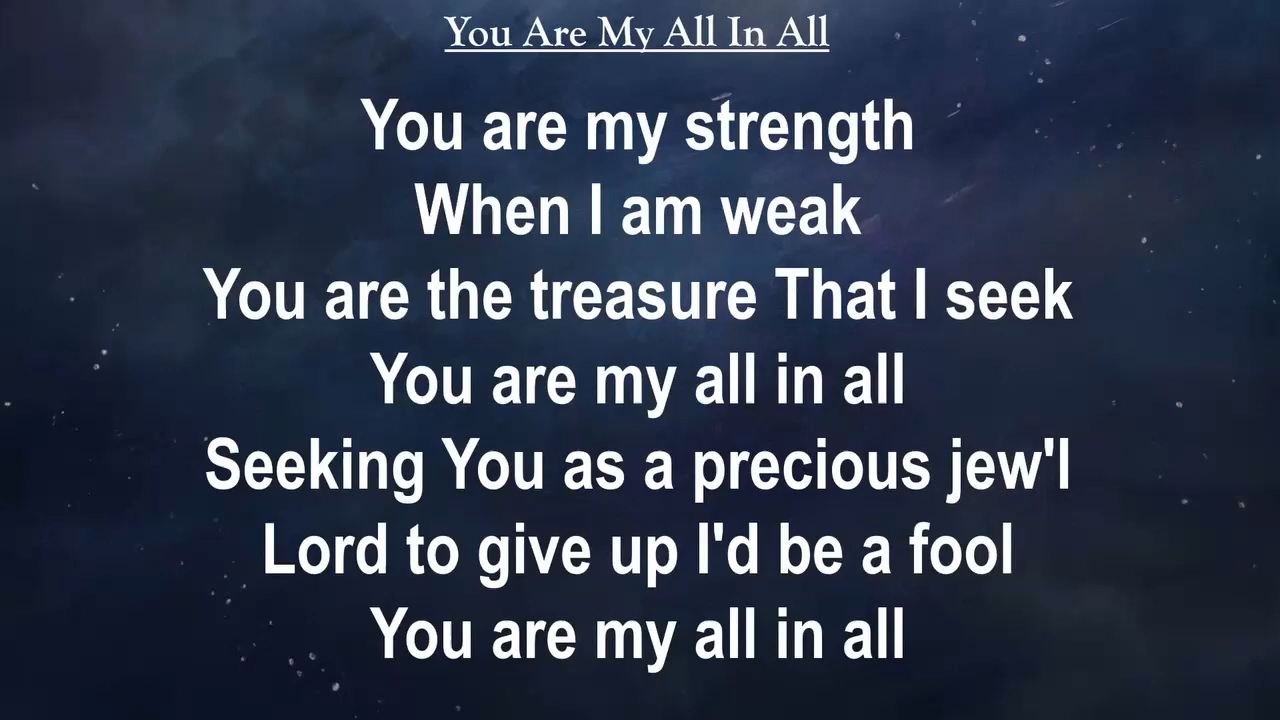 You Are My All In All
You are my strength
When I am weak
You are the treasure That I seek
You are my all in all
Seeking You as a precious jew'l
Lord to give up I'd be a fool
You are my all in all